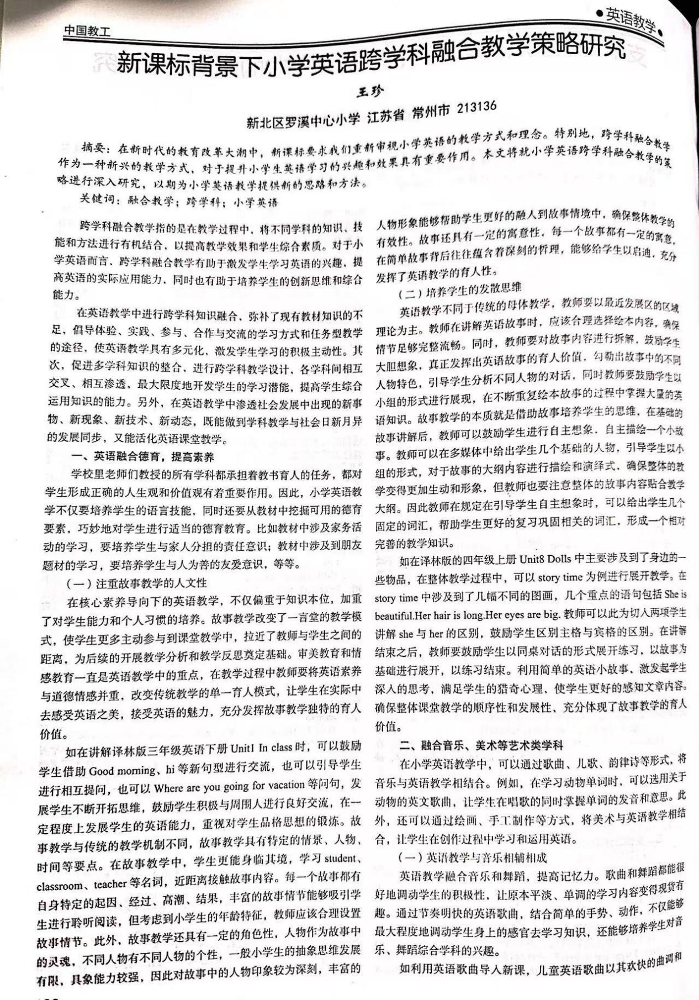 中国教工
●英语教学●
新课标背景下小学英语跨学科融合教学策略研究
王珍
新北区罗溪中心小学 江苏省 常州市 213136
摘要：在新时代的教育改革大潮中，新课标要求我们重新审视小学英语的教学方式和理念。特别地，跨学科融合教学
作为一种新兴的教学方式，对于提升小学生英语学习的兴趣和效果具有重要作用。本文将就小学英语跨学科融合教学的策
略进行深入研究，以期为小学英语教学提供新的思路和方法。
关键词：融合教学；跨学科；小学英语
跨学科融合教学指的是在教学过程中，将不同学科的知识、技
能和方法进行有机结合，以提高教学效果和学生综合素质。对于小
学英语而言，跨学科融合教学有助于激发学生学习英语的兴趣，提
高英语的实际应用能力，同时也有助于培养学生的创新思维和综合
能力。
在英语教学中进行跨学科知识融合，弥补了现有教材知识的不
足，倡导体验、实践、参与、合作与交流的学习方式和任务型教学
的途径，使英语教学具有多元化，激发学生学习的积极主动性。其
次，促进多学科知识的整合，进行跨学科教学设计，各学科间相互
交叉、相互渗透，最大限度地开发学生的学习潜能，提高学生综合
运用知识的能力。另外，在英语教学中渗透社会发展中出现的新事
物、新现象、新技术、新动态，既能做到学科教学与社会日新月异
的发展同步，又能活化英语课堂教学。
一、英语融合德育，提高素养
学校里老师们教授的所有学科都承担着教书育人的任务，都对
学生形成正确的人生观和价值观有着重要作用。因此，小学英语教
学不仅要培养学生的语言技能，同时还要从教材中挖掘可用的德育
要素，巧妙地对学生进行适当的德育教育。比如教材中涉及家务活
动的学习，要培养学生与家人分担的责任意识；教材中涉及到朋友
题材的学习，要培养学生与人为善的友爱意识，等等。
（一）注重故事教学的人文性
在核心素养导向下的英语教学，不仅偏重于知识本位，加重
了对学生能力和个人习惯的培养。故事教学改变了一言堂的教学模
式，使学生更多主动参与到课堂教学中，拉近了教师与学生之间的
距离，为后续的开展教学分析和教学反思奠定基础。审美教育和情
感教育一直是英语教学中的重点，在教学过程中教师要将英语素养
与道德情感并重，改变传统教学的单一育人模式，让学生在实际中
去感受英语之美，接受英语的魅力，充分发挥故事教学独特的育人
价值。
如在讲解译林版三年级英语下册 Unit1 In class 时，可以鼓励
学生借助 Good morning、hi 等新句型进行交流，也可以引导学生
进行相互提问，也可以 Where are you going for vacation 等问句，发
展学生不断开拓思维，鼓励学生积极与周围人进行良好交流，在一
定程度上发展学生的英语能力，重视对学生品格思想的锻炼。故
事教学与传统的教学机制不同，故事教学具有特定的情景、人物、
时间等要点。在故事教学中，学生更能身临其境，学习 student、
classroom、teacher 等名词，近距离接触故事内容。每一个故事都有
自身特定的起因、经过、高潮、结果，丰富的故事情节能够吸引学
生进行聆听阅读，但考虑到小学生的年龄特征，教师应该合理设置
故事情节。此外，故事教学还具有一定的角色性，人物作为故事中
的灵魂，不同人物有不同人物的个性，一般小学生的抽象思维发展
有限，具象能力较强，因此对故事中的人物印象较为深刻，丰富的
人物形象能够帮助学生更好的融人到故事情境中，确保整体教学的
有效性。故事还具有一定的寓意性，每一个故事都有一定的寓意，
在简单故事背后往往蕴含着深刻的哲理，能够给学生以启迪，充分
发挥了英语教学的育人性。
（二）培养学生的发散思维
英语教学不同于传统的母体教学，教师要以最近发展区的区域
理论为主。教师在讲解英语故事时，应该合理选择绘本内容，确保
情节足够完整流畅。同时，教师要对故事内容进行拆解，鼓励学生
大胆想象，真正发挥出英语故事的育人价值，勾勒出故事中的不同
人物特色，引导学生分析不同人物的对话，同时教师要鼓励学生以
小组的形式进行展现，在不断重复绘本故事的过程中掌握大量的英
语知识。故事教学的本质就是借助故事培养学生的思维，在基础的
故事讲解后，教师可以鼓励学生进行自主想象，自主描绘一个小故
事。教师可以在多媒体中给出学生几个基础的人物，引导学生以小
组的形式，对于故事的大纲内容进行描绘和演绎式，确保整体的教
学变得更加生动和形象，但教师也要注意整体的故事内容贴合教学
大纲。因此教师在规定在引导学生自主想象时，可以给出学生几个
固定的词汇，帮助学生更好的复习巩固相关的词汇，形成一个相对
完善的教学知识。
如在译林版的四年级上册 Unit8 Dolls 中主要涉及到了身边的一
些物品，在整体教学过程中，可以 story time 为例进行展开教学。在
story time 中涉及到了几幅不同的图画，几个重点的语句包括 She is
beautiful.Her hair is long.Her eyes are big. 教师可以此为切人两项学生
讲解 she 与 her 的区别，鼓励学生区别主格与宾格的区别。在讲解
结束之后，教师要鼓励学生以同桌对话的形式展开练习，以故事为
基础进行展开，以练习结束。利用简单的英语小故事，激发起学生
深人的思考，满足学生的猎奇心理，使学生更好的感知文章内容。
确保整体课堂教学的顺序性和发展性，充分体现了故事教学的育人
价值。
二、融合音乐、美术等艺术类学科
在小学英语教学中，可以通过歌曲、儿歌、韵律诗等形式，将
音乐与英语教学相结合。例如，在学习动物单词时，可以选用关于
动物的英文歌曲，让学生在唱歌的同时掌握单词的发音和意思。此
外，还可以通过绘画、手工制作等方式，将美术与英语教学相结
合，让学生在创作过程中学习和运用英语。
（一）英语教学与音乐相辅相成
英语教学融合音乐和舞蹈，提高记忆力。歌曲和舞蹈都能很
好地调动学生的积极性，让原本平淡、单调的学习内容变得现货有
趣。通过节奏明快的英语歌曲，结合简单的手势、动作，不仅能够
最大程度地调动学生身上的感官去学习知识，还能够培养学生对音
乐、舞蹈综合学科的兴趣。
如利用英语歌曲导人新课，儿童英语歌曲以其欢快的曲调和